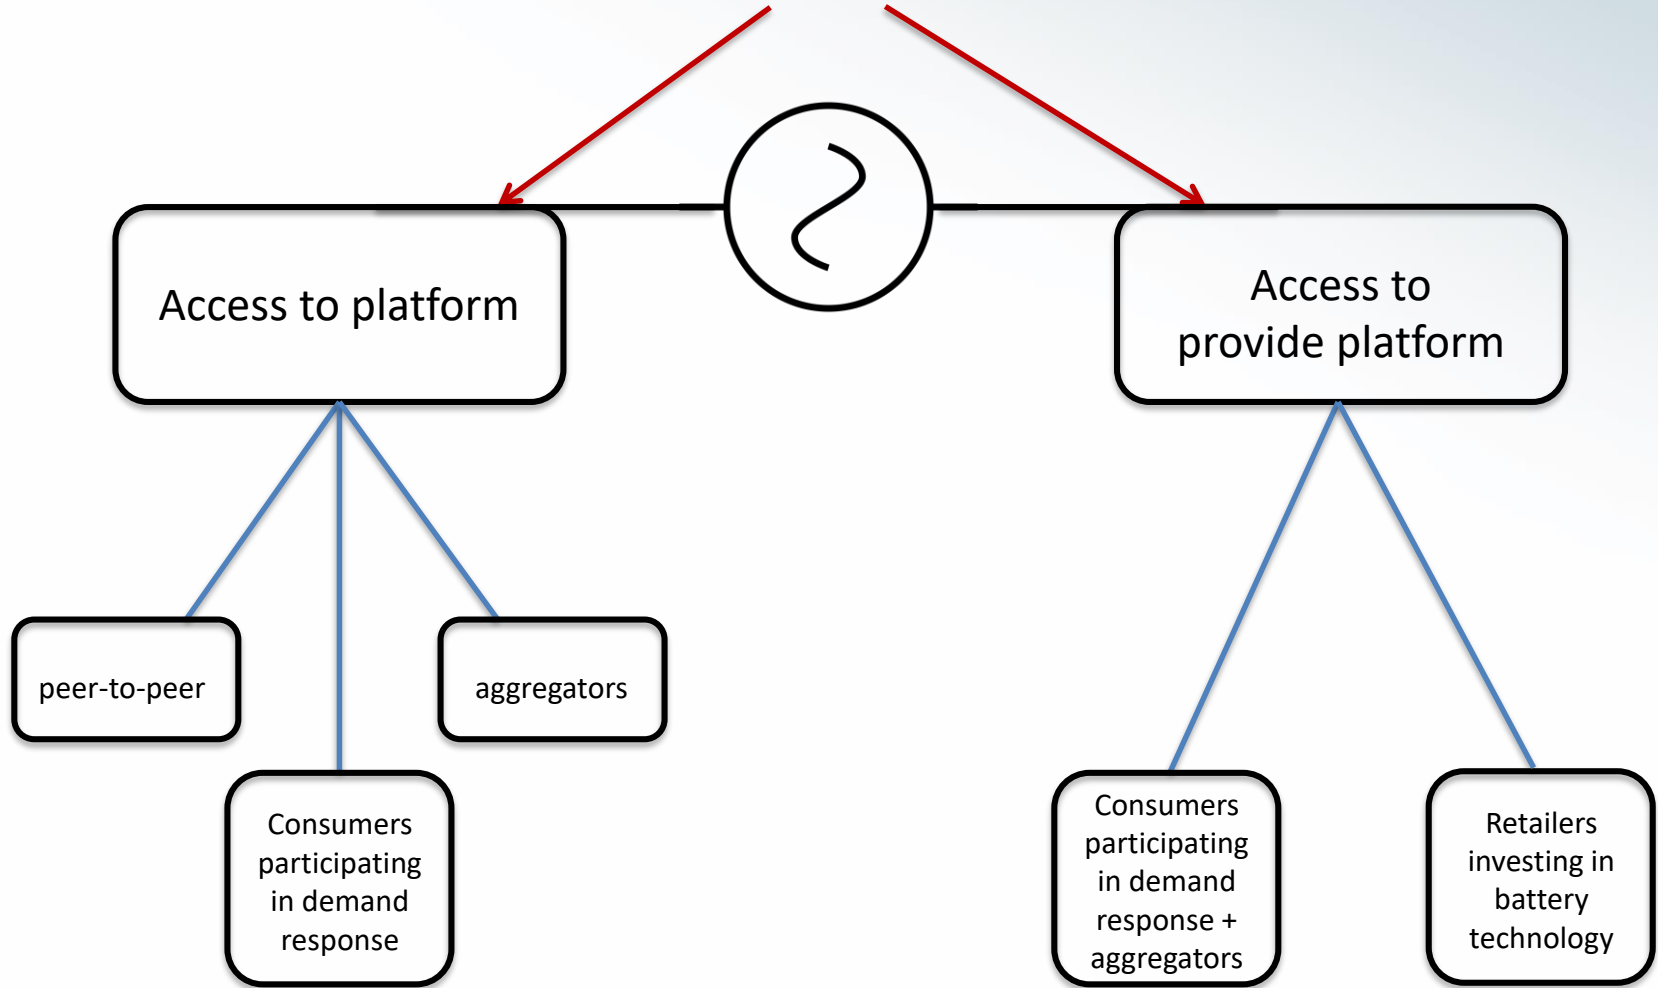 Access to platform
Access to
provide platform
peer-to-peer
aggregators
Consumers
participating
in demand
response
Consumers
participating
in demand
response +
aggregators
Retailers
investing in
battery
technology